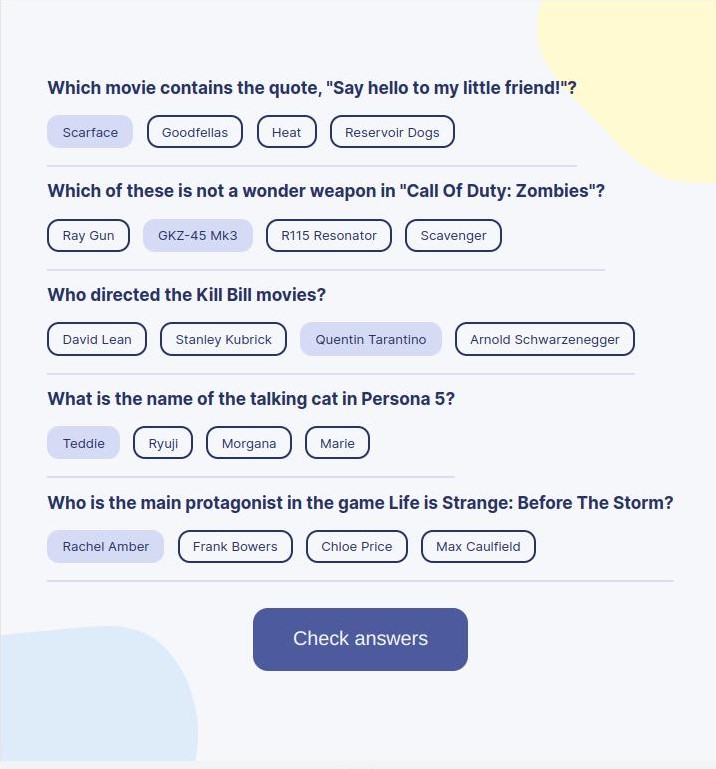 Which movie contains the quote, "Say hello to my little friend!"?
Scarface Goodfellas Heat Reservoir Dogs
Which of these is not a wonder weapon in "Call Of Duty: Zombies"?
Ray Gun GKZ-45 Mk3 R115 Resonator Scavenger
Who directed the Kill Bill movies?
David Lean Stanley Kubrick Quentin Tarantino Arnold Schwarzenegger
What is the name of the talking cat in Persona 5?
Teddie Ryuji Morgana Marie
Who is the main protagonist in the game Life is Strange: Before The Storm?
Rachel Amber Frank Bowers Chloe Price Max Caulfield
Check answers